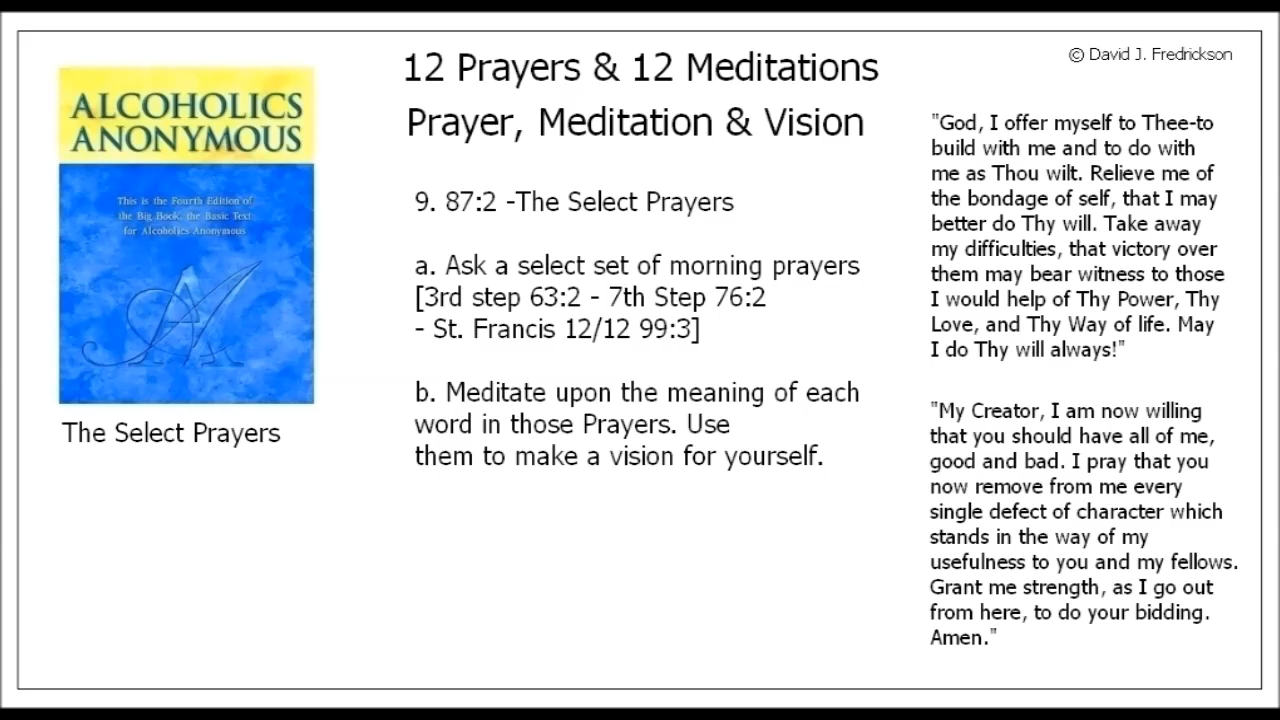 12 Prayers & 12 Meditations
Prayer, Meditation & Vision
© David J. Fredrickson
ALCOHOLICS
ANONYMOUS
This is the Fourth Edition of
the Big Book, the Basic Text
for Alcoholics Anonymous
AA
The Select Prayers
9. 87:2 -The Select Prayers
a. Ask a select set of morning prayers
[3rd step 63:2 - 7th Step 76:2
- St. Francis 12/12 99:3]
b. Meditate upon the meaning of each
word in those Prayers. Use
them to make a vision for yourself.
"God, I offer myself to Thee-to
build with me and to do with
me as Thou wilt. Relieve me of
the bondage of self, that I may
better do Thy will. Take away
my difficulties, that victory over
them may bear witness to those
I would help of Thy Power, Thy
Love, and Thy Way of life. May
I do Thy will always!"
"My Creator, I am now willing
that you should have all of me,
good and bad. I pray that you
now remove from me every
single defect of character which
stands in the way of my
usefulness to you and my fellows.
Grant me strength, as I go out
from here, to do your bidding.
Amen."